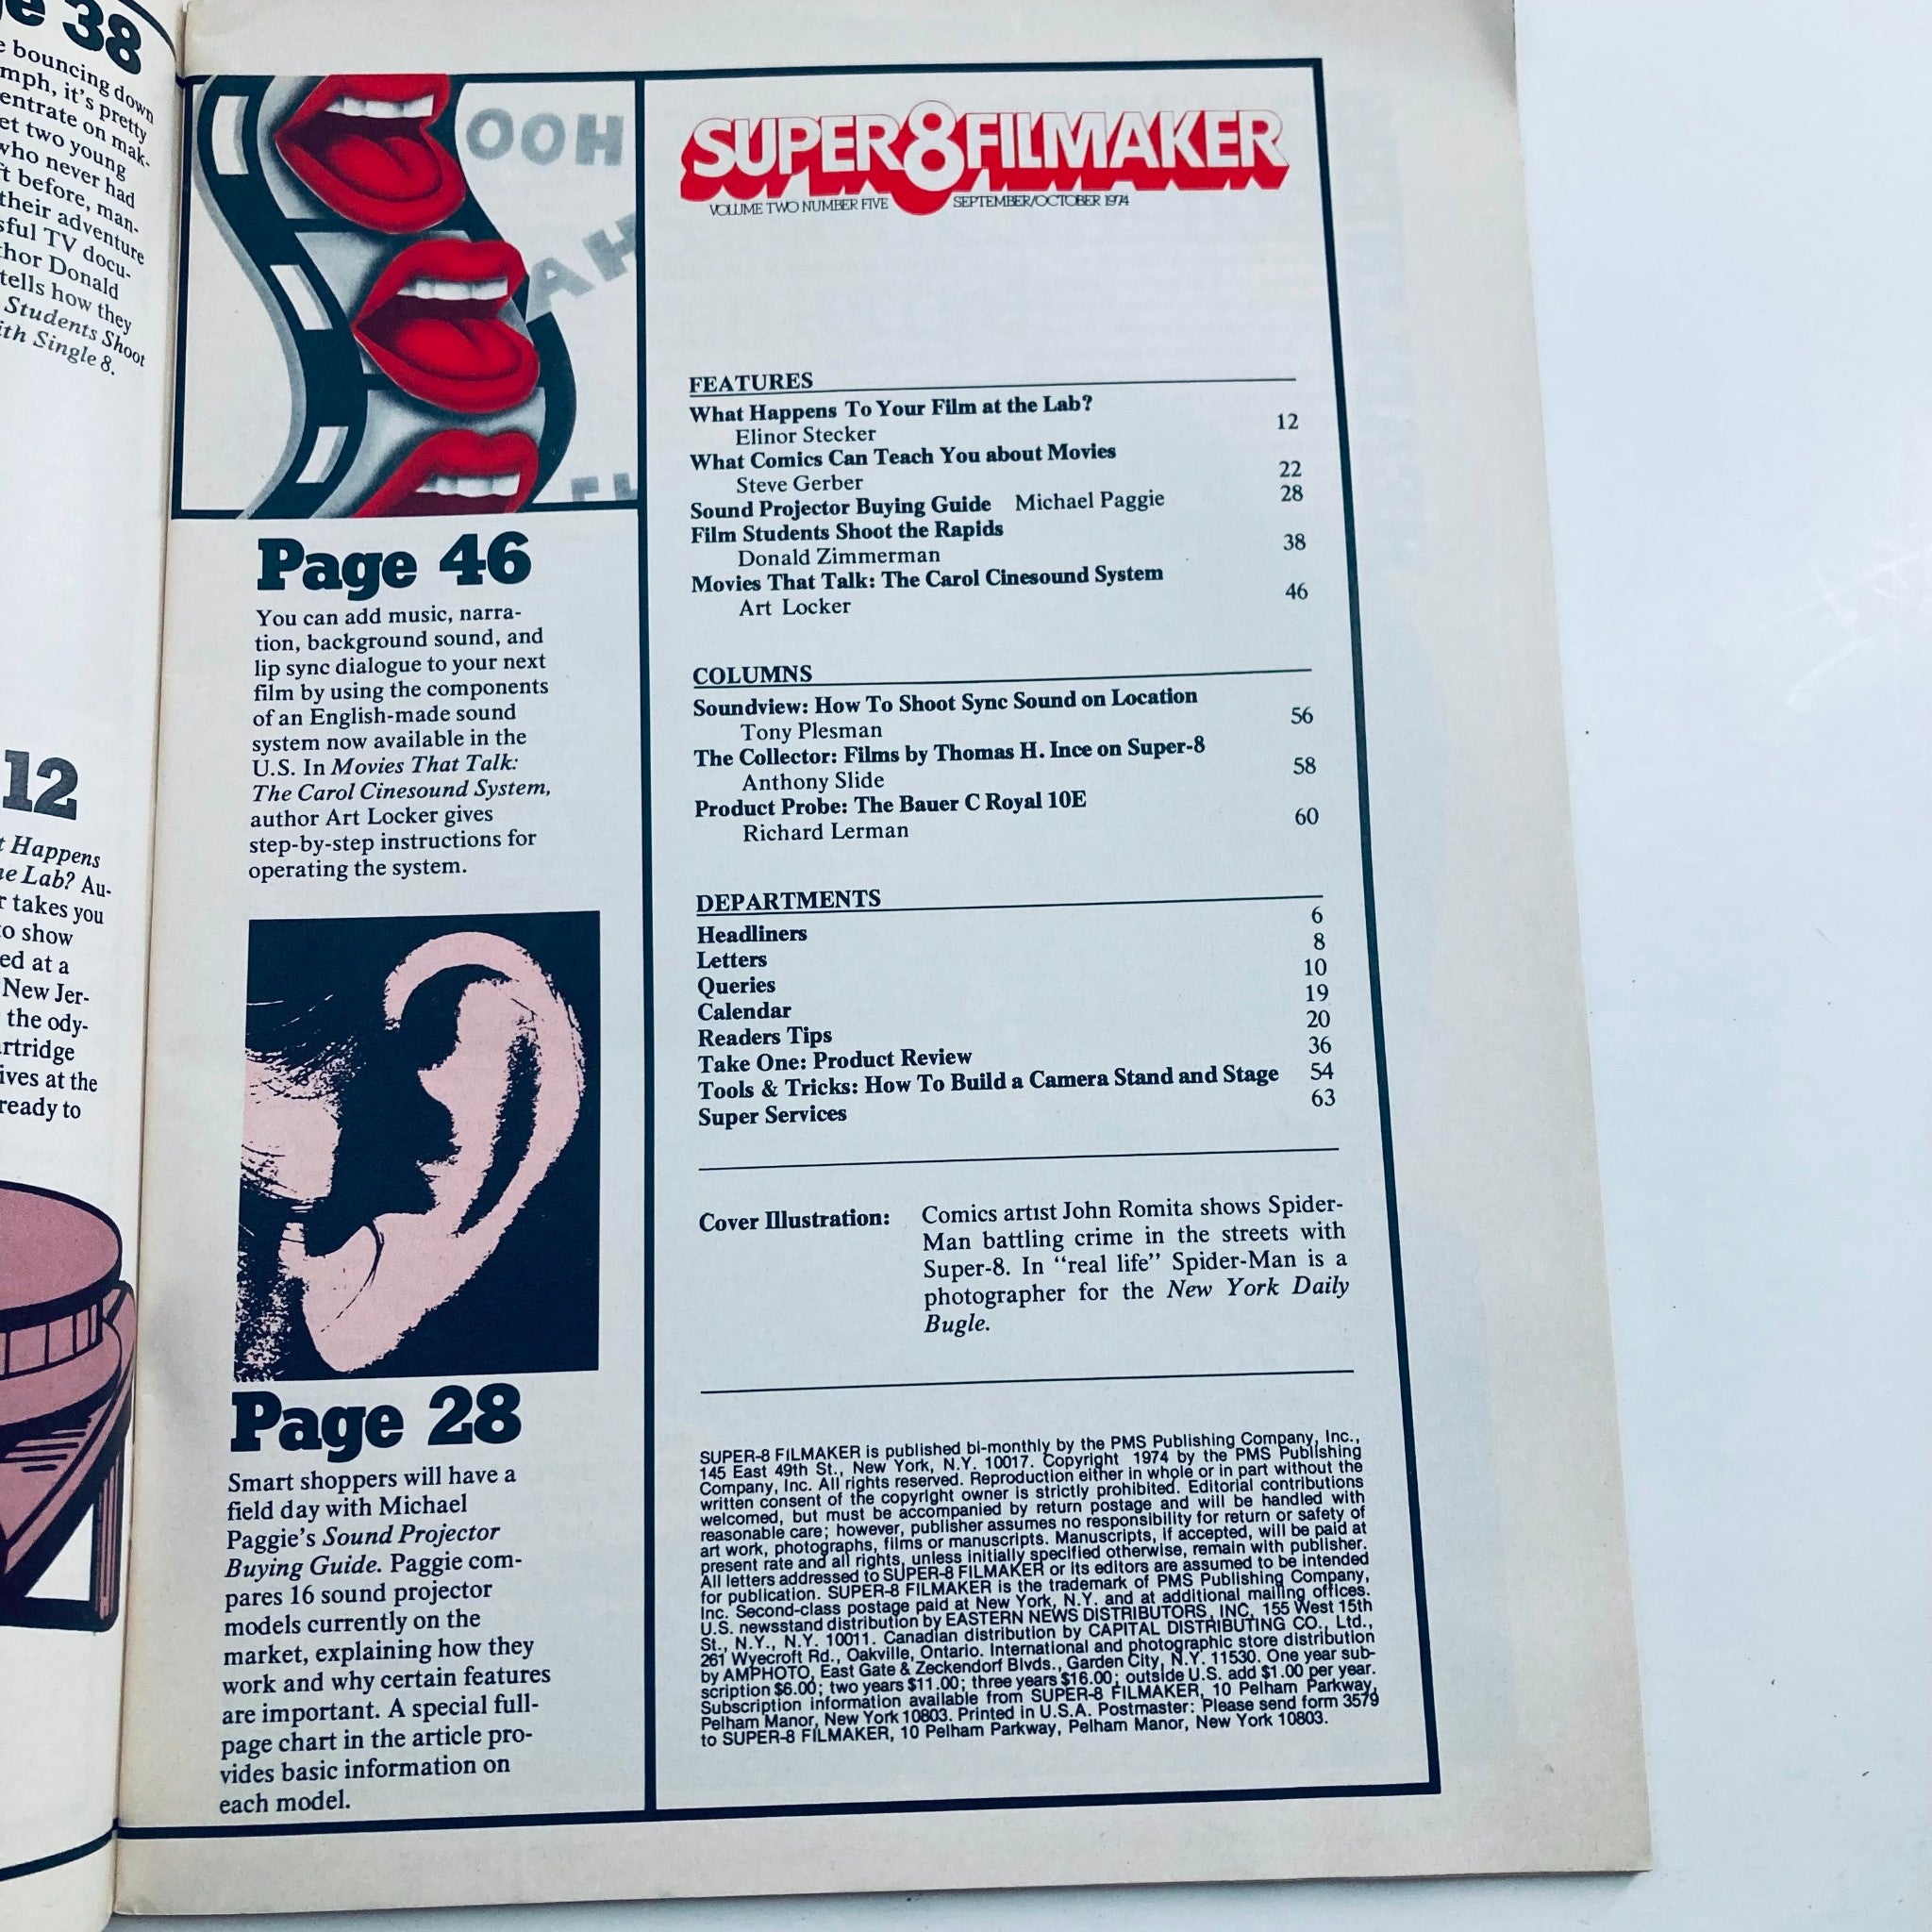 38
bouncing down
mph, it's pretty
entrate on mak-
et two young
who never had
ft before, man-
their adventure
sful TV docu-
thor Donald
tells how they
Students Shoot
ith Single 8.
12
t Happens
he Lab? Au-
r takes you
to show
ed at a
New Jer-
the ody-
artridge
ives at the
ready to
OOH
AH
Page 46
You can add music, narra-
tion, background sound, and
lip sync dialogue to your next
film by using the components
of an English-made sound
system now available in the
U.S. In Movies That Talk:
The Carol Cinesound System,
author Art Locker gives
step-by-step instructions for
operating the system.
Page 28
Smart shoppers will have a
field day with Michael
Paggie's Sound Projector
Buying Guide. Paggie com-
pares 16 sound projector
models currently on the
market, explaining how they
work and why certain features
are important. A special full-
page chart in the article pro-
vides basic information on
each model.
SUPER8FILMAKER
VOLUME TWO NUMBER FIVE SEPTEMBER/OCTOBER 1974
FEATURES
What Happens To Your Film at the Lab?
Elinor Stecker 12
What Comics Can Teach You about Movies
Steve Gerber 22
Sound Projector Buying Guide Michael Paggie 28
Film Students Shoot the Rapids
Donald Zimmerman 38
Movies That Talk: The Carol Cinesound System
Art Locker 46
COLUMNS
Soundview: How To Shoot Sync Sound on Location
Tony Plesman 56
The Collector: Films by Thomas H. Ince on Super-8
Anthony Slide 58
Product Probe: The Bauer C Royal 10E
Richard Lerman 60
DEPARTMENTS
Headliners 6
Letters 8
Queries 10
Calendar 19
Readers Tips 20
Take One: Product Review 36
Tools & Tricks: How To Build a Camera Stand and Stage 54
Super Services 63
Cover Illustration: Comics artist John Romita shows Spider-
Man battling crime in the streets with
Super-8. In "real life" Spider-Man is a
photographer for the New York Daily
Bugle.
SUPER-8 FILMAKER is published bi-monthly by the PMS Publishing Company, Inc.,
145 East 49th St., New York, N.Y. 10017. Copyright 1974 by the PMS Publishing
Company, Inc. All rights reserved. Reproduction either in whole or in part without the
written consent of the copyright owner is strictly prohibited. Editorial contributions
welcomed, but must be accompanied by return postage and will be handled with
reasonable care; however, publisher assumes no responsibility for return or safety of
art work, photographs, films or manuscripts. Manuscripts, if accepted, will be paid at
present rate and all rights, unless initially specified otherwise, remain with publisher.
All letters addressed to SUPER-8 FILMAKER or its editors are assumed to be intended
for publication. SUPER-8 FILMAKER is the trademark of PMS Publishing Company,
Inc. Second-class postage paid at New York, N.Y. and at additional mailing offices.
U.S. newsstand distribution by EASTERN NEWS DISTRIBUTORS, INC, 155 West 15th
St., N.Y., N.Y. 10011. Canadian distribution by CAPITAL DISTRIBUTING CO., Ltd.,
261 Wyecroft Rd., Oakville, Ontario. International and photographic store distribution
by AMPHOTO, East Gate & Zeckendorf Blvds., Garden City, N.Y. 11530. One year sub-
scription $6.00; two years $11.00; three years $16.00; outside U.S. add $1.00 per year.
Subscription information available from SUPER-8 FILMAKER, 10 Pelham Parkway,
Pelham Manor, New York 10803. Printed in U.S.A. Postmaster: Please send form 3579
to SUPER-8 FILMAKER, 10 Pelham Parkway, Pelham Manor, New York 10803.